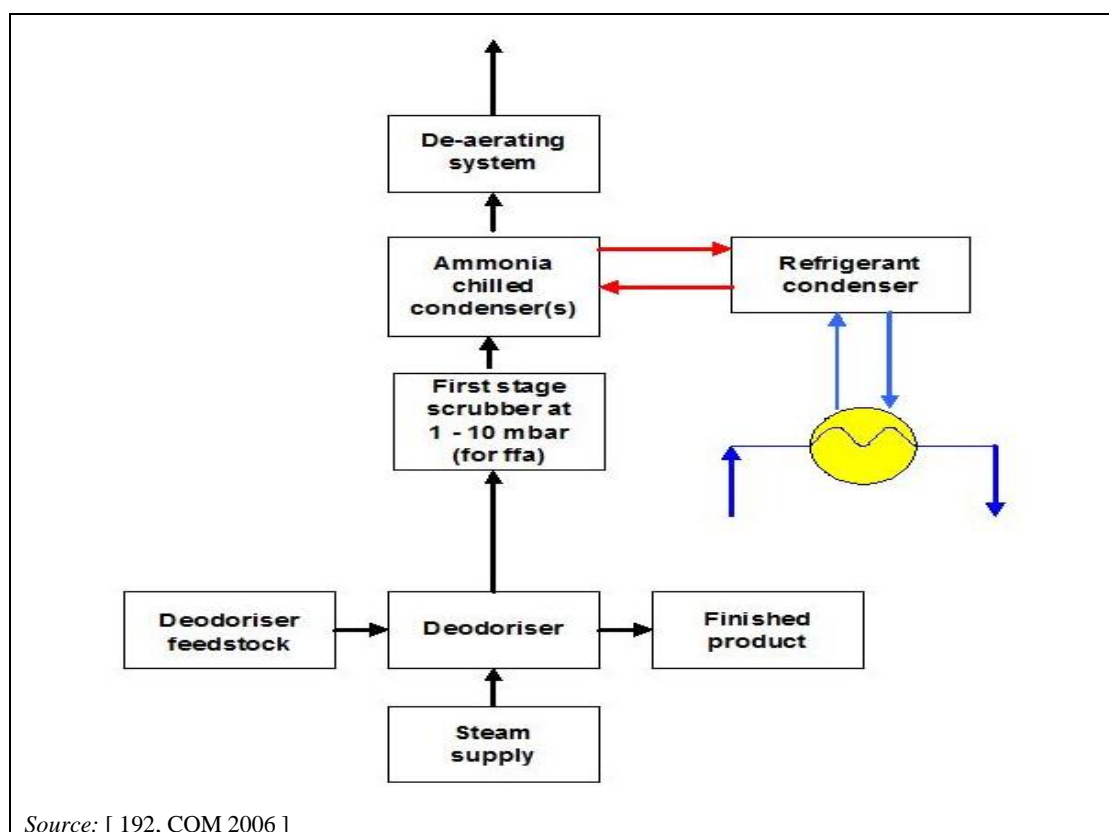 De-aerating
system
Ammonia
chilled
condenser(s)
Refrigerant
condenser
First stage
scrubber at
1 - 10 mbar
(for ffa)
Deodoriser
feedstock
Deodoriser
Finished
product
Steam
supply
Source: [ 192, COM 2006 ]